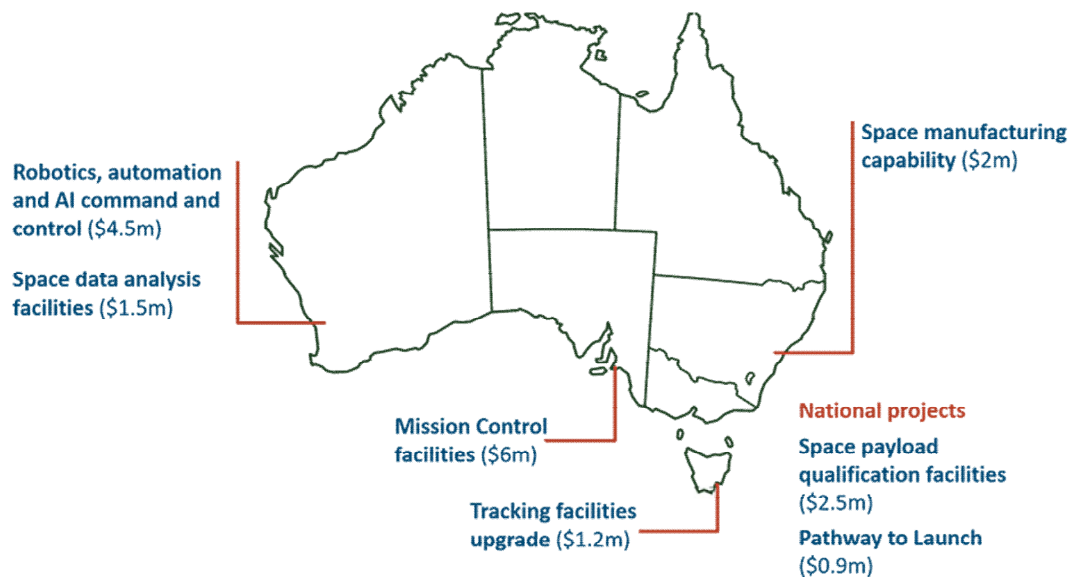 Robotics, automation
and AI command and
control ($4.5m)
Space data analysis
facilities ($1.5m)
Space manufacturing
capability ($2m)
Mission Control
facilities ($6m)
Tracking facilities
upgrade ($1.2m)
National projects
Space payload
qualification facilities
($2.5m)
Pathway to Launch
($0.9m)